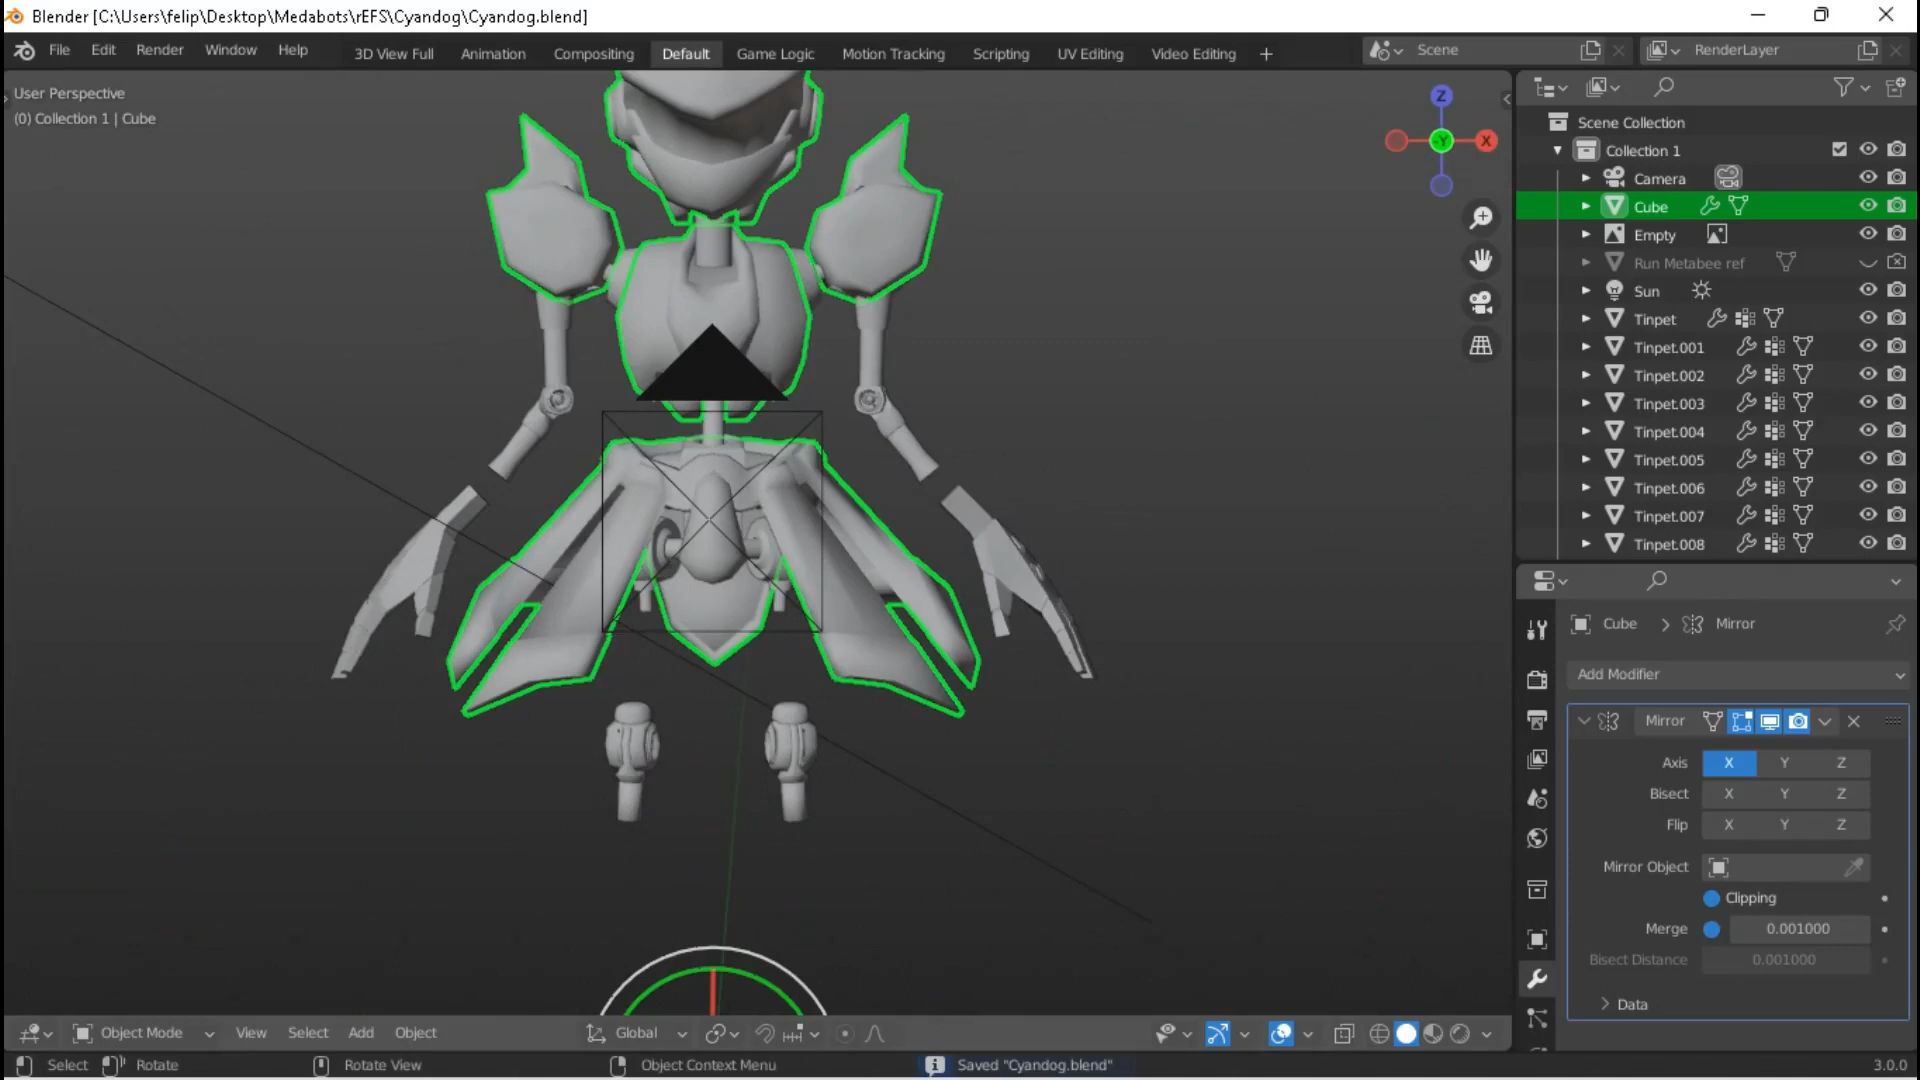 Blender [C:\Users\felip\Desktop\Medabots\rEFS\Cyandog\Cyandog.blend]
File Edit Render Window Help 3D View Full Animation Compositing Default Game Logic Motion Tracking Scripting UV Editing Video Editing + Scene RenderLayer
User Perspective
(0) Collection 1 | Cube
Z
Y
X
Scene Collection
Collection 1
Camera
Cube
Empty
Run Metabee ref
Sun
Tinpet
Tinpet.001
Tinpet.002
Tinpet.003
Tinpet.004
Tinpet.005
Tinpet.006
Tinpet.007
Tinpet.008
Cube > Mirror
Add Modifier
Mirror
Axis X Y Z
Bisect X Y Z
Flip X Y Z
Mirror Object
Clipping
Merge 0.001000
Bisect Distance 0.001000
> Data
Object Mode View Select Add Object Global
Select Rotate Rotate View Object Context Menu Saved "Cyandog.blend" 3.0.0